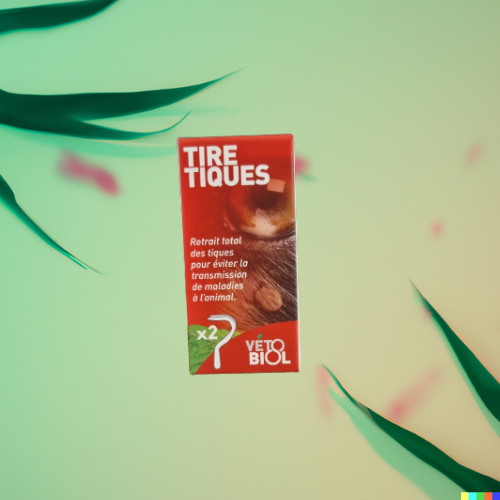 TIRE
TIQUES
Retrait total
des tiques
pour éviter la
transmission
de maladies
à l'animal.
x2
VÉTO
BIOL